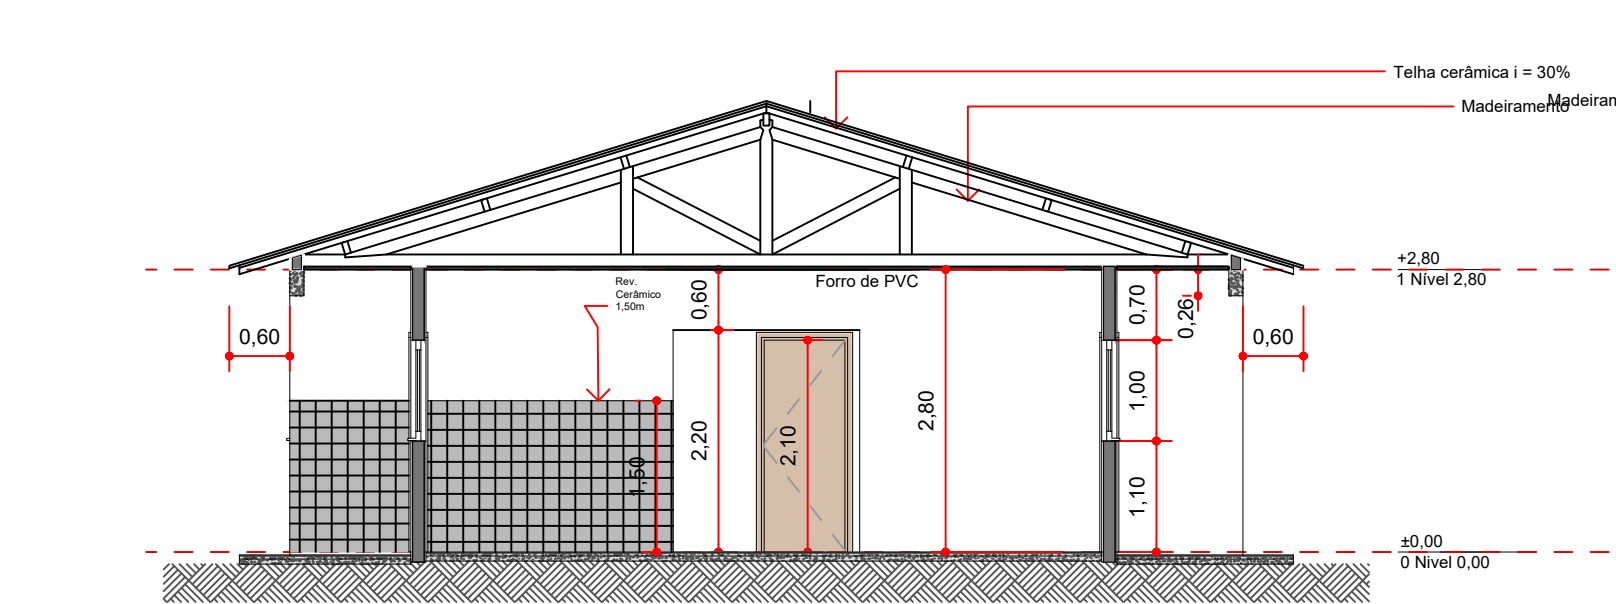 Telha cerâmica i = 30%
Madeiramento
Madeiram
+2,80
1 Nível 2,80
Forro de PVC
Rev.
Cerâmico
1,50m
0,60
0,70
0,26
0,60
0,60
1,00
2,80
2,20
2,10
1,50
1,10
±0,00
0 Nível 0,00